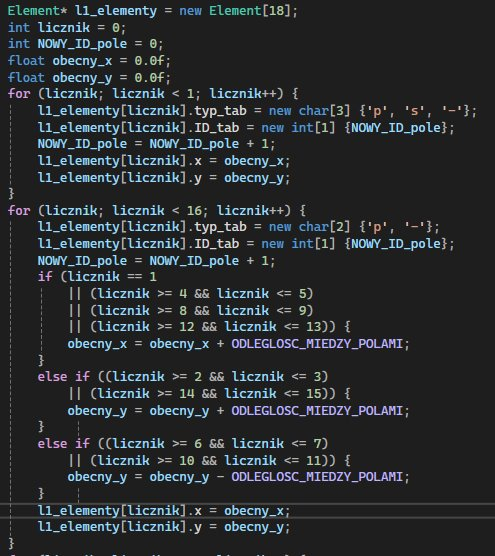 Element* l1_elementy = new Element[18];
int licznik = 0;
int NOWY_ID_pole = 0;
float obecny_x = 0.0f;
float obecny_y = 0.0f;
for (licznik; licznik < 1; licznik++) {
    l1_elementy[licznik].typ_tab = new char[3] {'p', 's', '-'};
    l1_elementy[licznik].ID_tab = new int[1] {NOWY_ID_pole};
    NOWY_ID_pole = NOWY_ID_pole + 1;
    l1_elementy[licznik].x = obecny_x;
    l1_elementy[licznik].y = obecny_y;
}
for (licznik; licznik < 16; licznik++) {
    l1_elementy[licznik].typ_tab = new char[2] {'p', '-'};
    l1_elementy[licznik].ID_tab = new int[1] {NOWY_ID_pole};
    NOWY_ID_pole = NOWY_ID_pole + 1;
    if (licznik == 1
        || (licznik >= 4 && licznik <= 5)
        || (licznik >= 8 && licznik <= 9)
        || (licznik >= 12 && licznik <= 13)) {
        obecny_x = obecny_x + ODLEGLOSC_MIEDZY_POLAMI;
    }
    else if ((licznik >= 2 && licznik <= 3)
        || (licznik >= 14 && licznik <= 15)) {
        obecny_y = obecny_y + ODLEGLOSC_MIEDZY_POLAMI;
    }
    else if ((licznik >= 6 && licznik <= 7)
        || (licznik >= 10 && licznik <= 11)) {
        obecny_y = obecny_y - ODLEGLOSC_MIEDZY_POLAMI;
    }
    l1_elementy[licznik].x = obecny_x;
    l1_elementy[licznik].y = obecny_y;
}